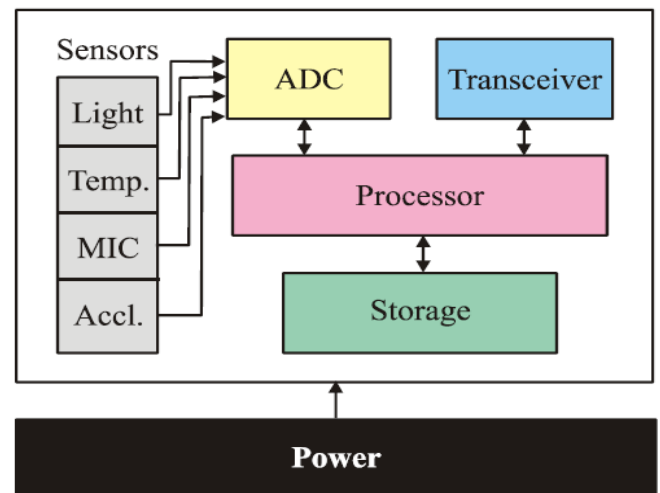 Sensors
Light
Temp.
MIC
Accl.
ADC
Transceiver
Processor
Storage
Power